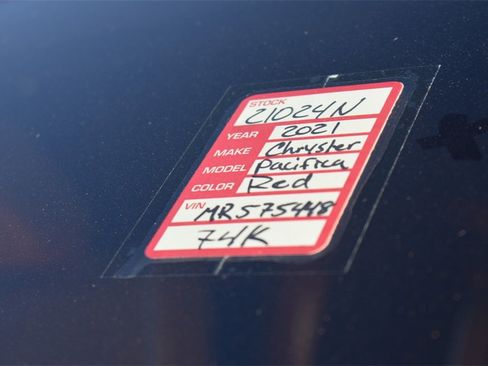 STOCK
21024N
YEAR 2021
MAKE Chrysler
MODEL Pacifica
COLOR Red
VIN MR575448
74K